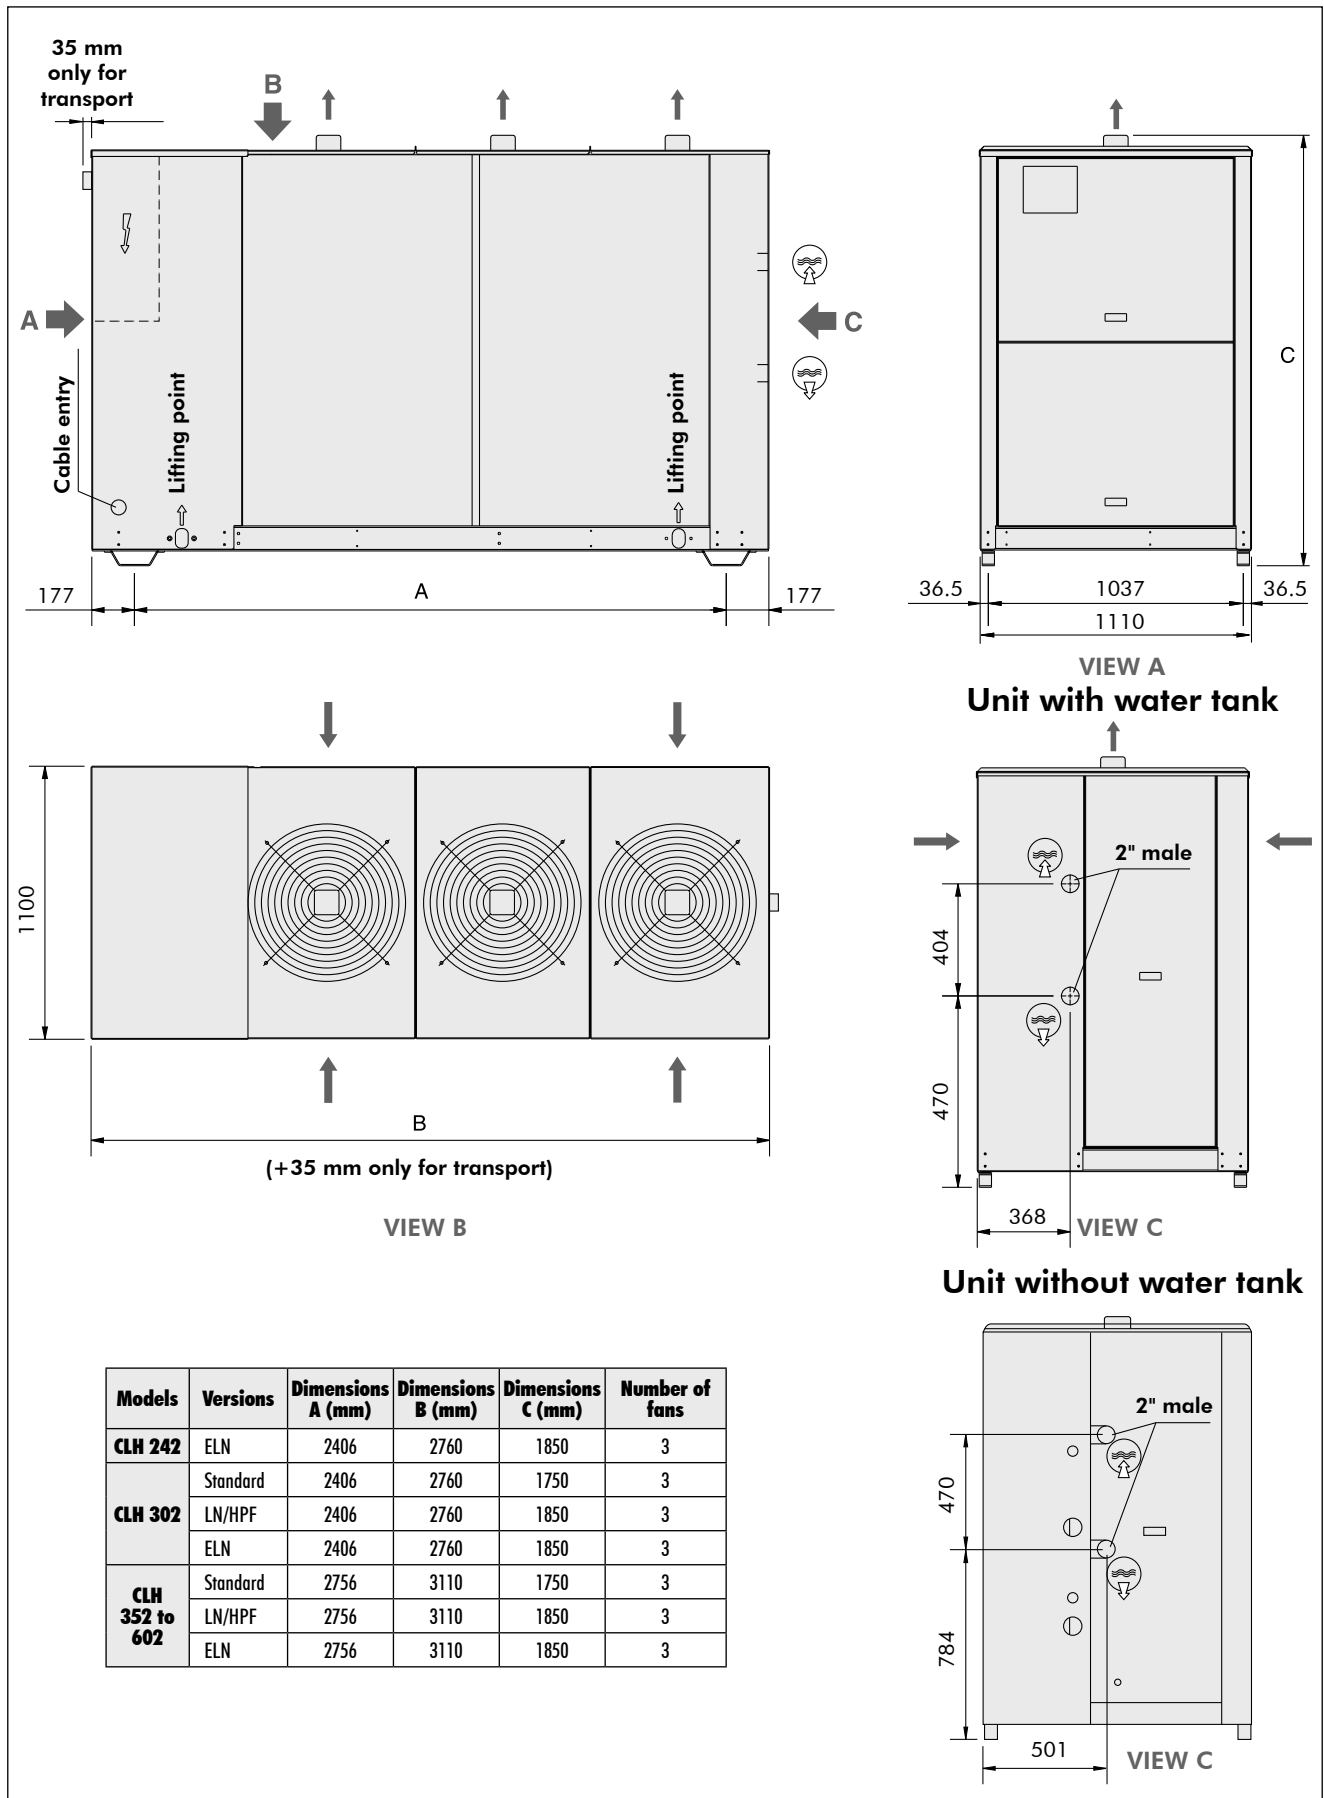 35 mm
only for
transport
B
A
C
Cable entry
Lifting point
Lifting point
177
A
177
C
36.5
1037
36.5
1110
VIEW A
Unit with water tank
1100
B
(+35 mm only for transport)
VIEW B
2" male
404
470
368
VIEW C
Unit without water tank
2" male
470
784
501
VIEW C
Models Versions Dimensions A (mm) Dimensions B (mm) Dimensions C (mm) Number of fans
CLH 242 ELN 2406 2760 1850 3
CLH 302 Standard 2406 2760 1750 3
LN/HPF 2406 2760 1850 3
ELN 2406 2760 1850 3
CLH 352 to 602 Standard 2756 3110 1750 3
LN/HPF 2756 3110 1850 3
ELN 2756 3110 1850 3